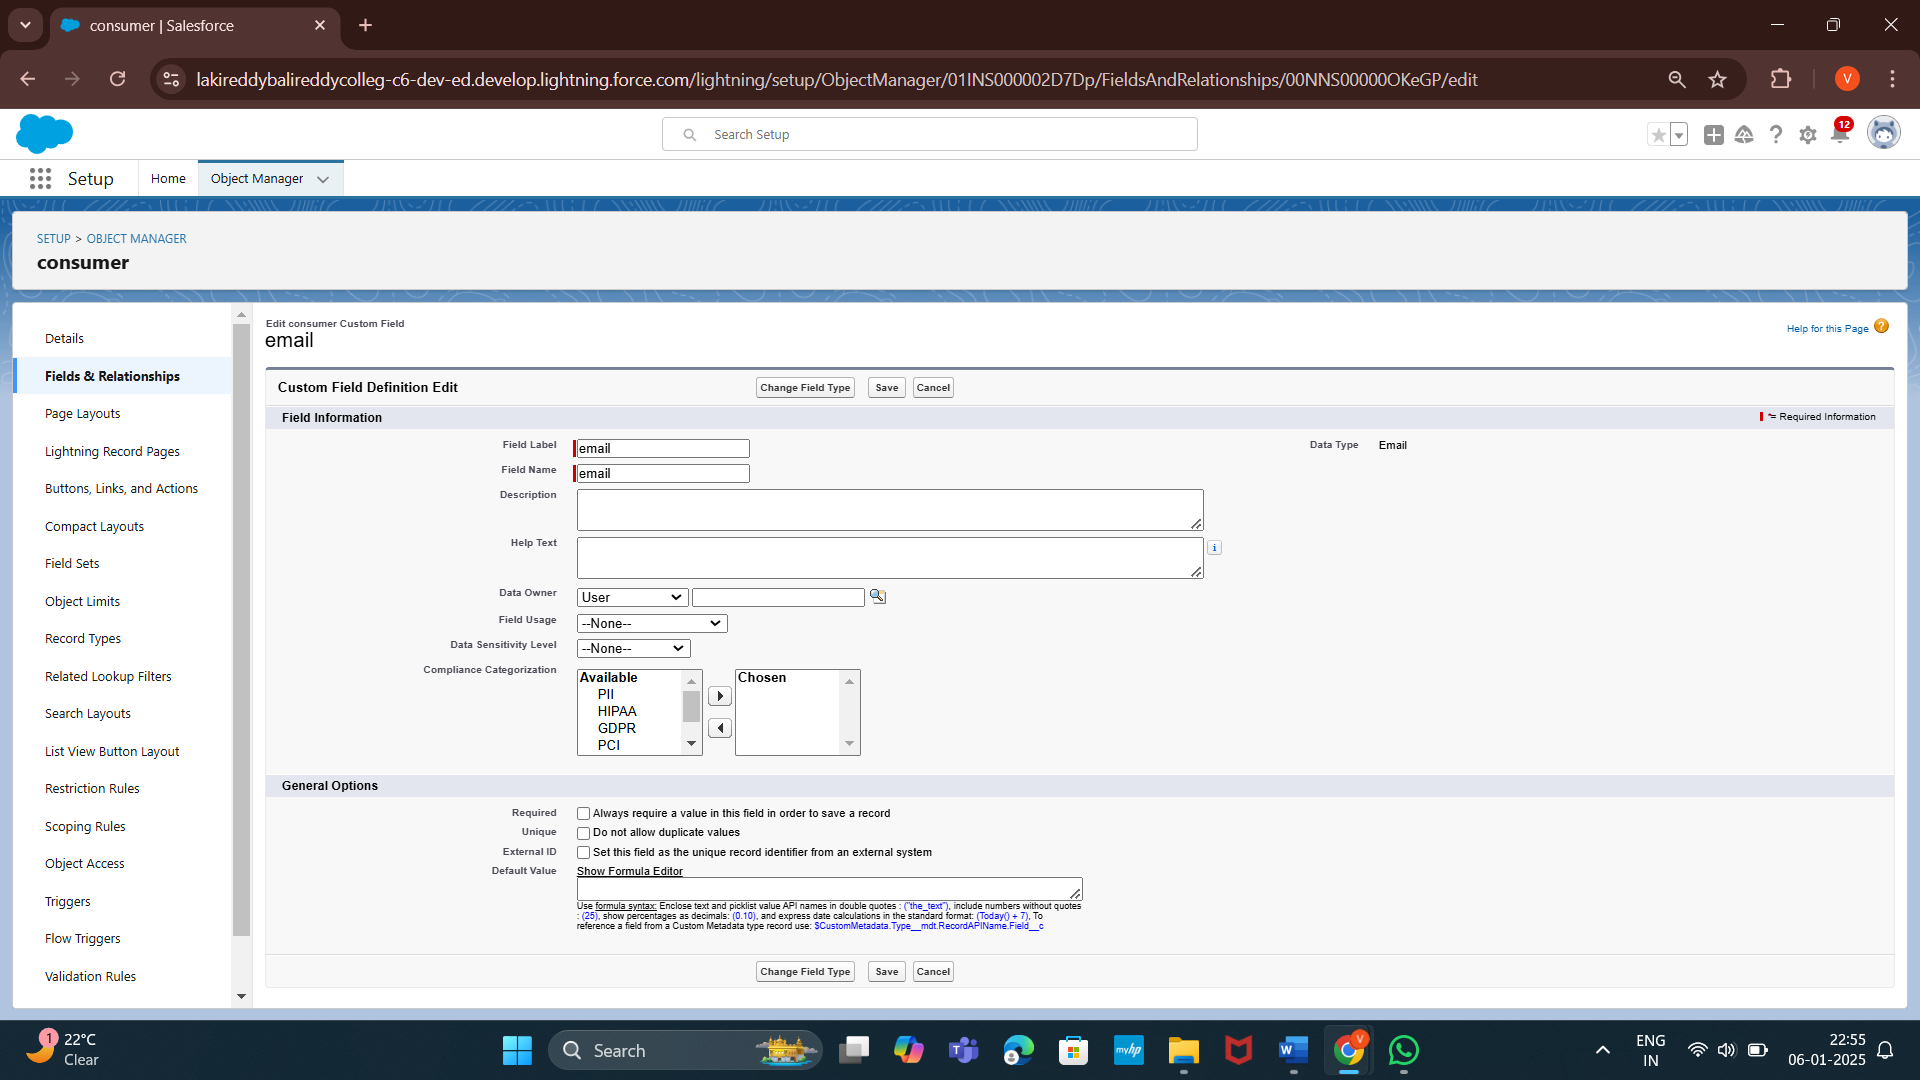 consumer | Salesforce
lakireddybalireddycolleg-c6-dev-ed.develop.lightning.force.com/lightning/setup/ObjectManager/01INS000002D7Dp/FieldsAndRelationships/00NNS00000OKeGP/edit
V
Search Setup
12
Setup
Home
Object Manager
SETUP > OBJECT MANAGER
consumer
Details
Fields & Relationships
Page Layouts
Lightning Record Pages
Buttons, Links, and Actions
Compact Layouts
Field Sets
Object Limits
Record Types
Related Lookup Filters
Search Layouts
List View Button Layout
Restriction Rules
Scoping Rules
Object Access
Triggers
Flow Triggers
Validation Rules
Edit consumer Custom Field
email
Help for this Page ?
Custom Field Definition Edit
Change Field Type Save Cancel
Field Information
*= Required Information
Field Label email
Data Type Email
Field Name email
Description
Help Text
i
Data Owner User
Field Usage --None--
Data Sensitivity Level --None--
Compliance Categorization
Available
PII
HIPAA
GDPR
PCI
Chosen
General Options
Required Always require a value in this field in order to save a record
Unique Do not allow duplicate values
External ID Set this field as the unique record identifier from an external system
Default Value Show Formula Editor
Use formula syntax: Enclose text and picklist value API names in double quotes : ("the_text"), include numbers without quotes
: (25), show percentages as decimals: (0.10), and express date calculations in the standard format: (Today() + 7), To
reference a field from a Custom Metadata type record use: $CustomMetadata.Type__mdt.RecordAPIName.Field__c
Change Field Type Save Cancel
1
22°C
Clear
Search
T
myhp
W
V
ENG
IN
22:55
06-01-2025